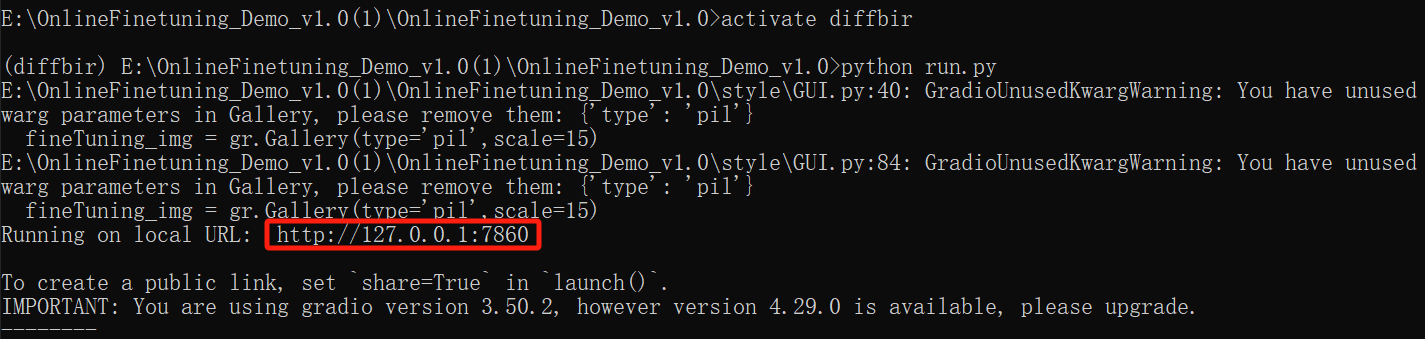 E:\OnlineFinetuning_Demo_v1.0(1)\OnlineFinetuning_Demo_v1.0>activate diffbir
(diffbir) E:\OnlineFinetuning_Demo_v1.0(1)\OnlineFinetuning_Demo_v1.0>python run.py
E:\OnlineFinetuning_Demo_v1.0(1)\OnlineFinetuning_Demo_v1.0\style\GUI.py:40: GradioUnusedKwargWarning: You have unused
warg parameters in Gallery, please remove them: {'type': 'pil'}
  fineTuning_img = gr.Gallery(type='pil',scale=15)
E:\OnlineFinetuning_Demo_v1.0(1)\OnlineFinetuning_Demo_v1.0\style\GUI.py:84: GradioUnusedKwargWarning: You have unused
warg parameters in Gallery, please remove them: {'type': 'pil'}
  fineTuning_img = gr.Gallery(type='pil',scale=15)
Running on local URL:  http://127.0.0.1:7860
To create a public link, set `share=True` in `launch()`.
IMPORTANT: You are using gradio version 3.50.2, however version 4.29.0 is available, please upgrade.
--------